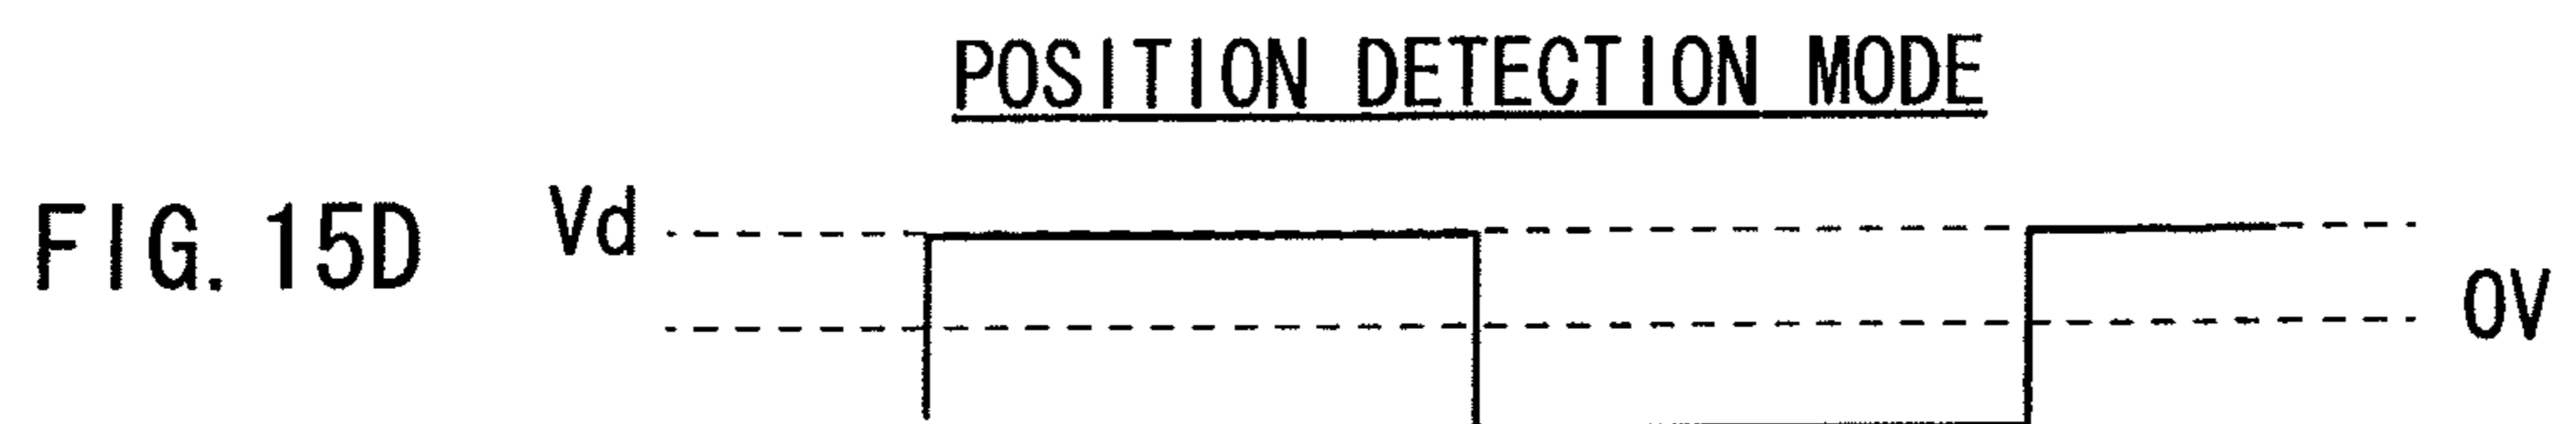 POSITION DETECTION MODE
FIG. 15D
Vd
0V